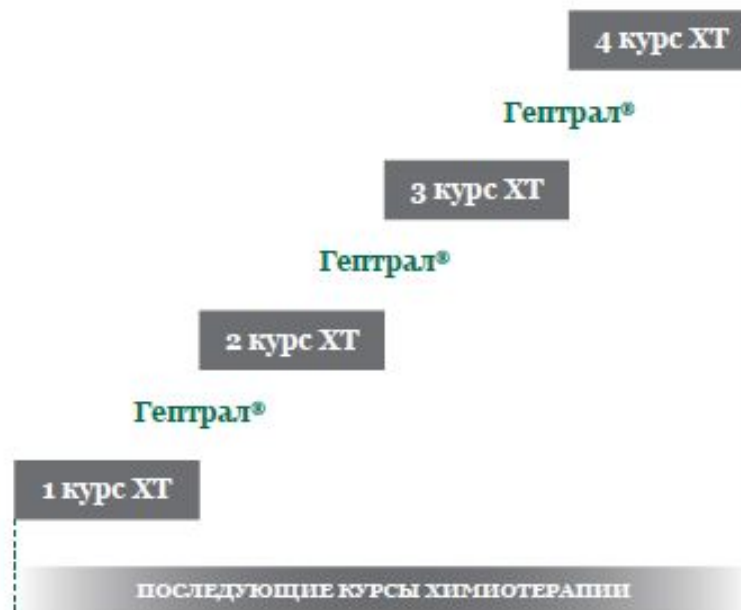 4 курс ХТ
Гептрал®
3 курс ХТ
Гептрал®
2 курс ХТ
Гептрал®
1 курс ХТ
ПОСЛЕДУЮЩИЕ КУРСЫ ХИМИОТЕРАПИИ